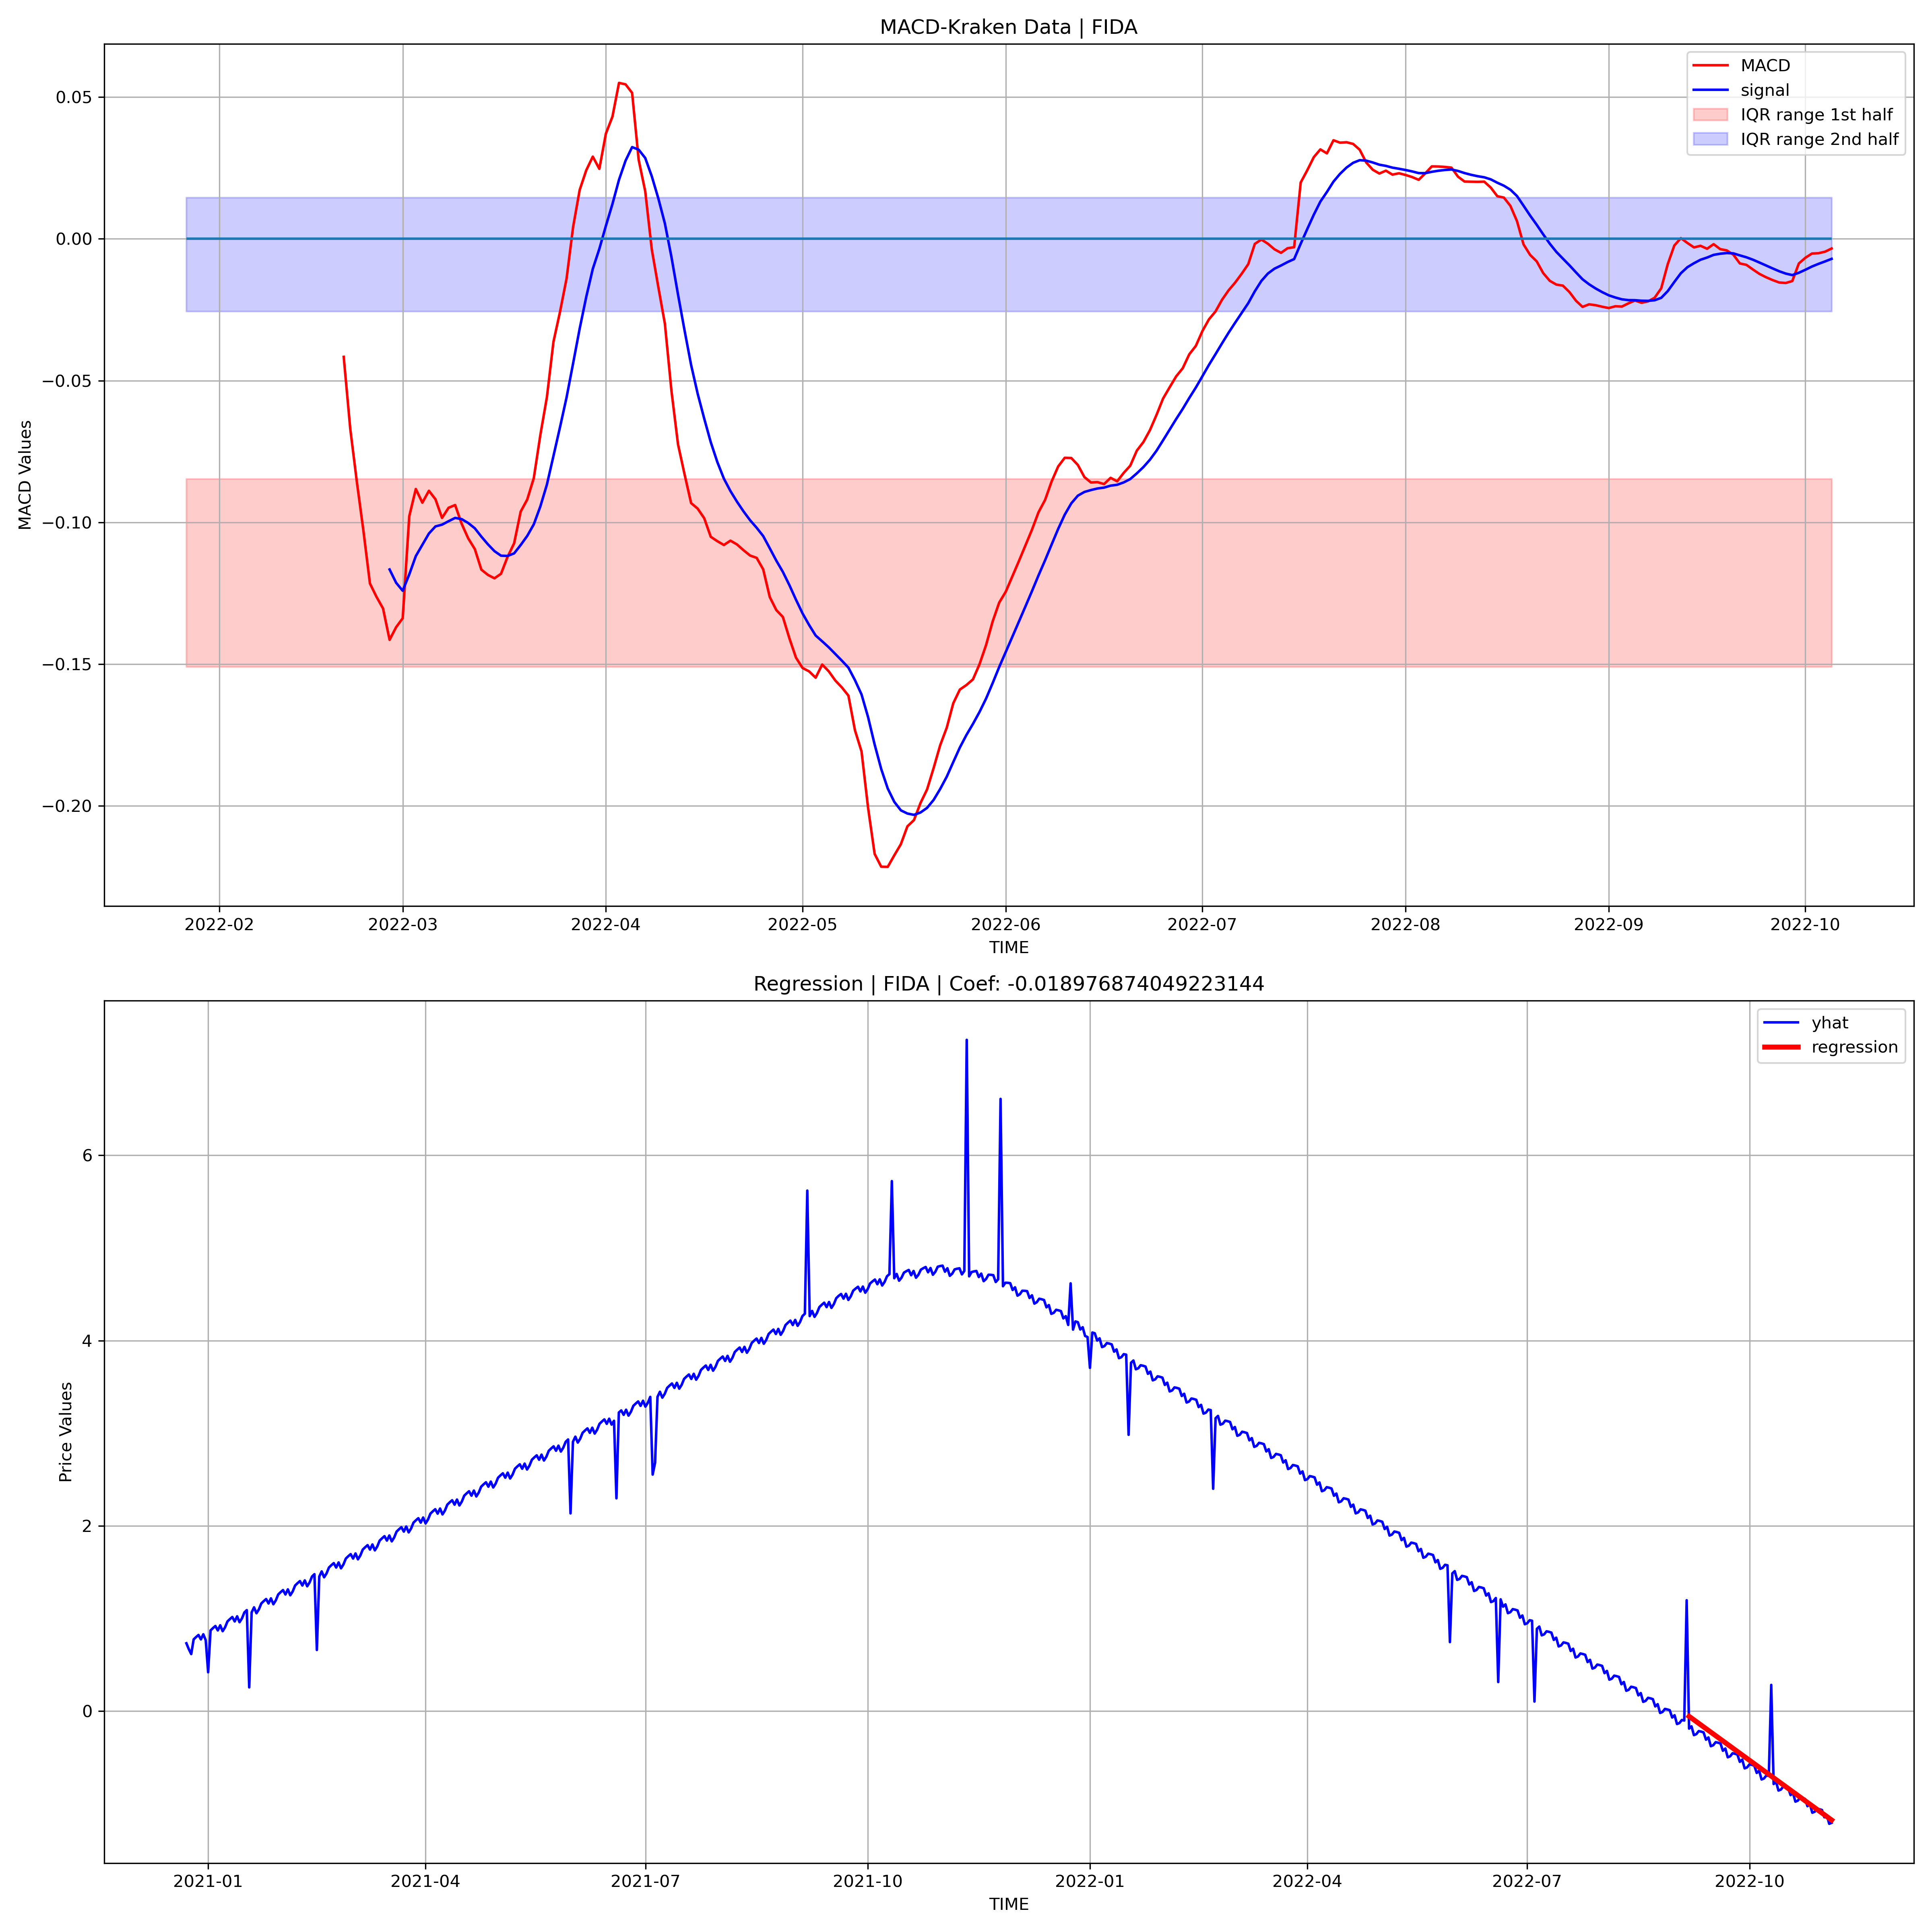 MACD-Kraken Data | FIDA
MACD
signal
IQR range 1st half
IQR range 2nd half
0.05
0.00
−0.05
−0.10
−0.15
−0.20
MACD Values
2022-02 2022-03 2022-04 2022-05 2022-06 2022-07 2022-08 2022-09 2022-10
TIME
Regression | FIDA | Coef: -0.018976874049223144
yhat
regression
6
4
2
0
Price Values
2021-01 2021-04 2021-07 2021-10 2022-01 2022-04 2022-07 2022-10
TIME